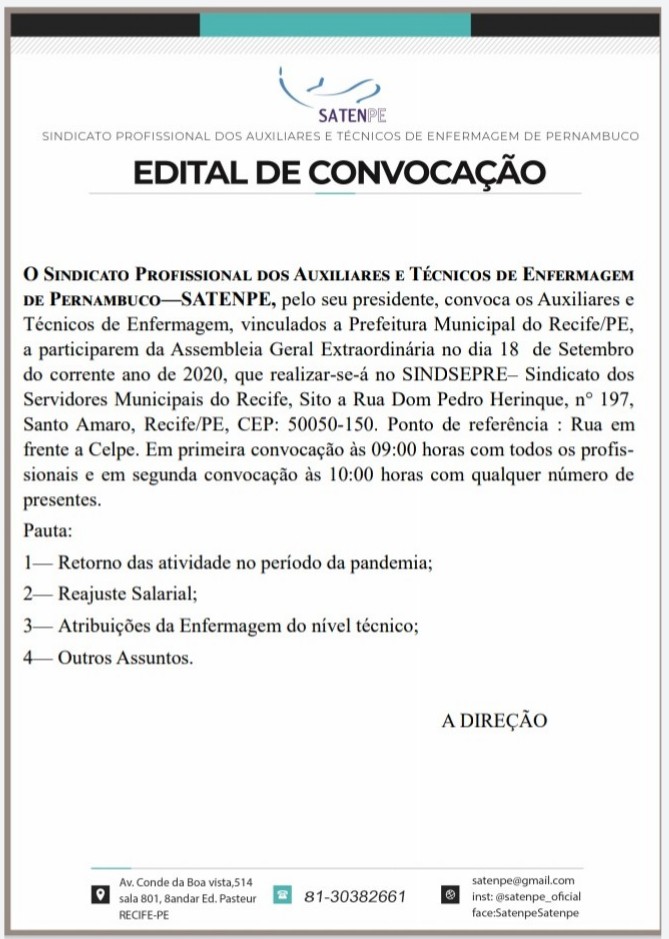 SATENPE
SINDICATO PROFISSIONAL DOS AUXILIARES E TÉCNICOS DE ENFERMAGEM DE PERNAMBUCO
EDITAL DE CONVOCAÇÃO
O SINDICATO PROFISSIONAL DOS AUXILIARES E TÉCNICOS DE ENFERMAGEM
DE PERNAMBUCO—SATENPE, pelo seu presidente, convoca os Auxiliares e
Técnicos de Enfermagem, vinculados a Prefeitura Municipal do Recife/PE,
a participarem da Assembleia Geral Extraordinária no dia 18 de Setembro
do corrente ano de 2020, que realizar-se-á no SINDSEPRE– Sindicato dos
Servidores Municipais do Recife, Sito a Rua Dom Pedro Herinque, n° 197,
Santo Amaro, Recife/PE, CEP: 50050-150. Ponto de referência : Rua em
frente a Celpe. Em primeira convocação às 09:00 horas com todos os profis-
sionais e em segunda convocação às 10:00 horas com qualquer número de
presentes.
Pauta:
1— Retorno das atividade no período da pandemia;
2— Reajuste Salarial;
3— Atribuições da Enfermagem do nível técnico;
4— Outros Assuntos.
A DIREÇÃO
Av. Conde da Boa vista,514
sala 801, 8andar Ed. Pasteur
RECIFE-PE
81-30382661
satenpe@gmail.com
inst: @satenpe_oficial
face:SatenpeSatenpe